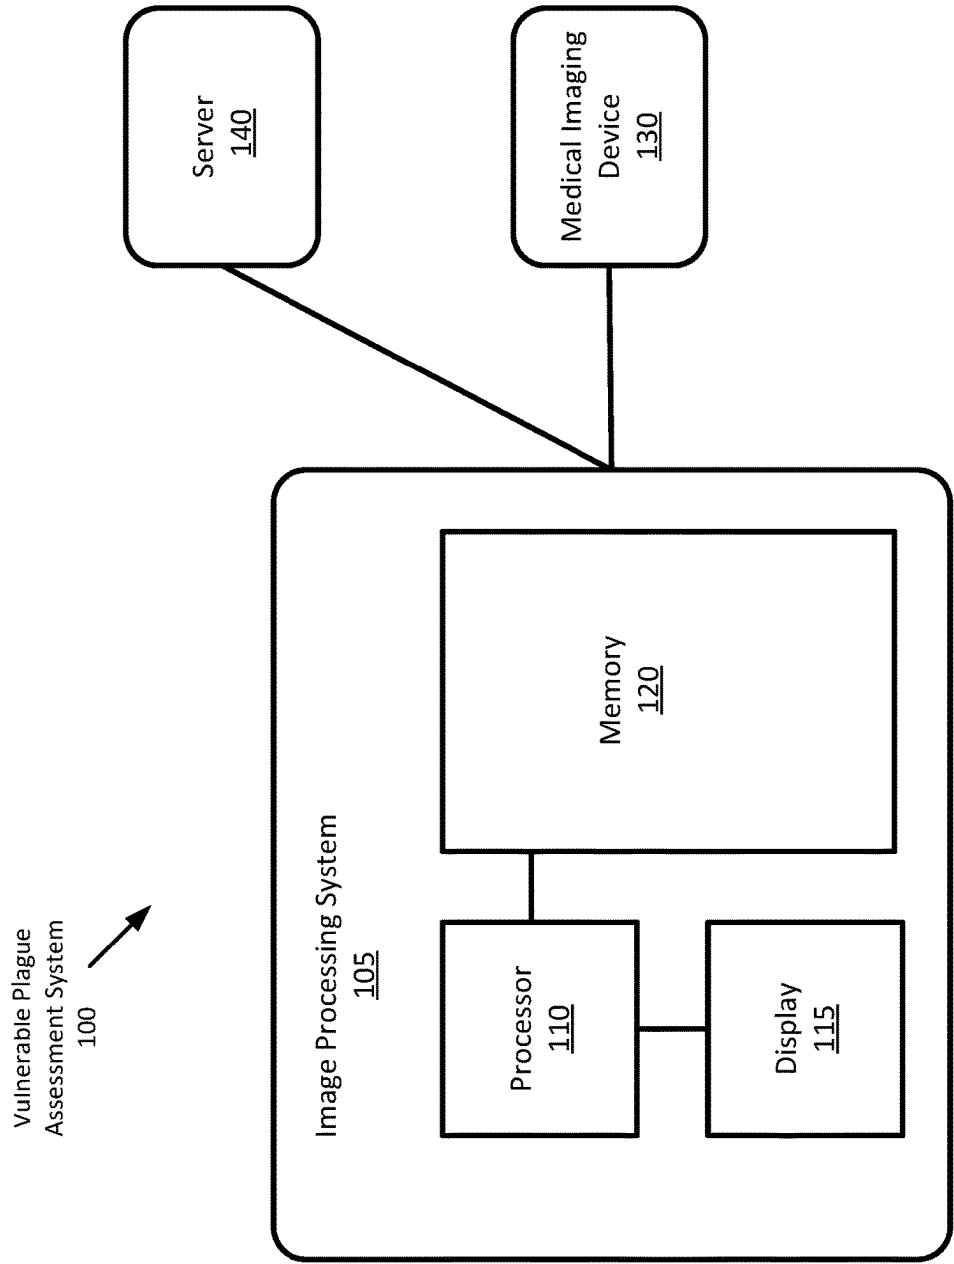 Vulnerable Plague
Assessment System
100
Image Processing System
105
Processor
110
Display
115
Memory
120
Server
140
Medical Imaging
Device
130